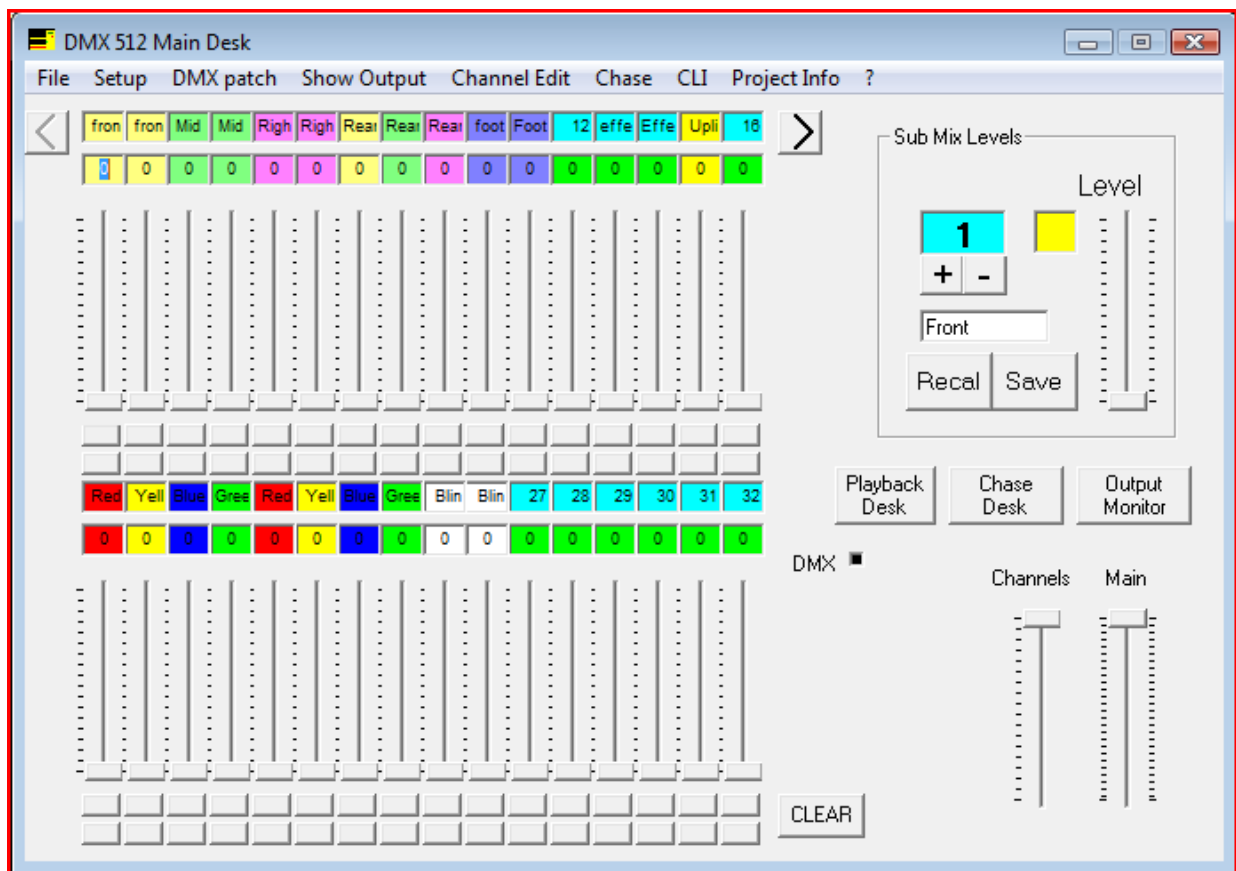 DMX 512 Main Desk
File Setup DMX patch Show Output Channel Edit Chase CLI Project Info ?
< fron fron Mid Mid Righ Righ Rear Rear Rear foot Foot 12 effe Effe Upli 16 >
0 0 0 0 0 0 0 0 0 0 0 0 0 0 0 0
Sub Mix Levels
Level
1
+ -
Front
Recal Save
Red Yell Blue Gree Red Yell Blue Gree Blin Blin 27 28 29 30 31 32
0 0 0 0 0 0 0 0 0 0 0 0 0 0 0 0
Playback Desk
Chase Desk
Output Monitor
DMX
Channels Main
CLEAR